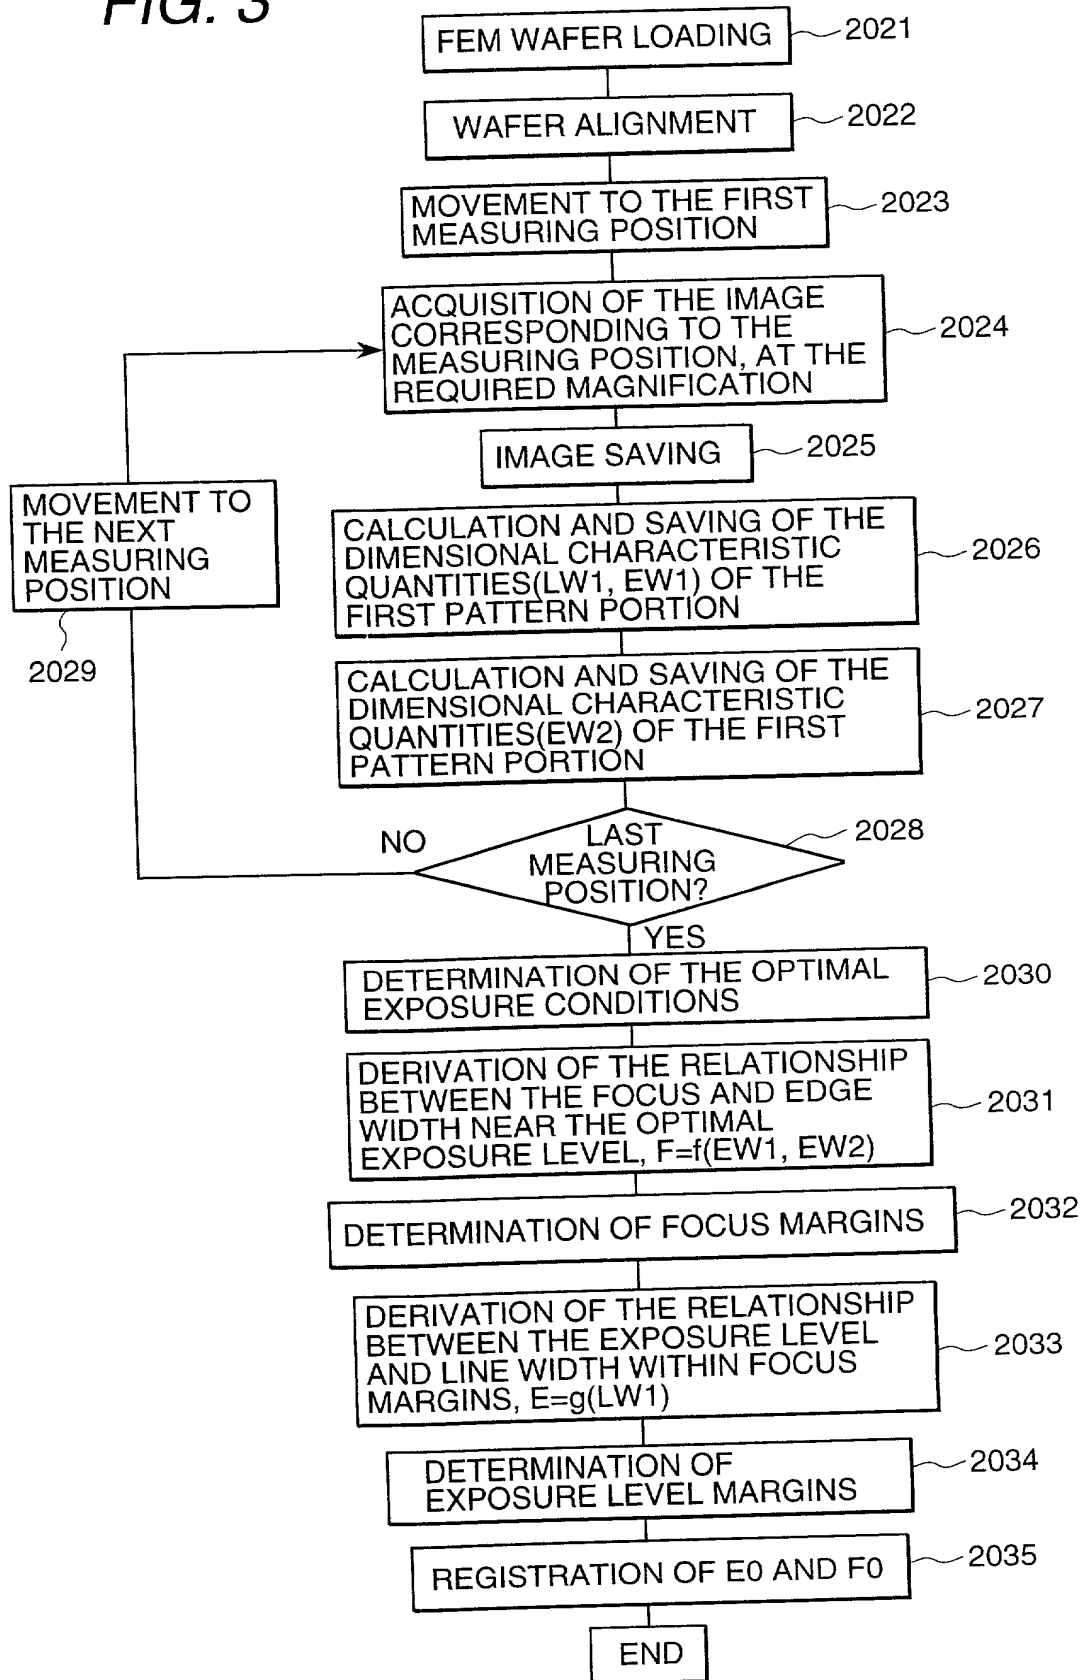 FIG. 3
FEM WAFER LOADING
2021
WAFER ALIGNMENT
2022
MOVEMENT TO THE FIRST
MEASURING POSITION
2023
ACQUISITION OF THE IMAGE
CORRESPONDING TO THE
MEASURING POSITION, AT THE
REQUIRED MAGNIFICATION
2024
IMAGE SAVING
2025
MOVEMENT TO
THE NEXT
MEASURING
POSITION
2029
CALCULATION AND SAVING OF THE
DIMENSIONAL CHARACTERISTIC
QUANTITIES(LW1, EW1) OF THE
FIRST PATTERN PORTION
2026
CALCULATION AND SAVING OF THE
DIMENSIONAL CHARACTERISTIC
QUANTITIES(EW2) OF THE FIRST
PATTERN PORTION
2027
NO
LAST
MEASURING
POSITION?
2028
YES
DETERMINATION OF THE OPTIMAL
EXPOSURE CONDITIONS
2030
DERIVATION OF THE RELATIONSHIP
BETWEEN THE FOCUS AND EDGE
WIDTH NEAR THE OPTIMAL
EXPOSURE LEVEL, F=f(EW1, EW2)
2031
DETERMINATION OF FOCUS MARGINS
2032
DERIVATION OF THE RELATIONSHIP
BETWEEN THE EXPOSURE LEVEL
AND LINE WIDTH WITHIN FOCUS
MARGINS, E=g(LW1)
2033
DETERMINATION OF
EXPOSURE LEVEL MARGINS
2034
REGISTRATION OF E0 AND F0
2035
END